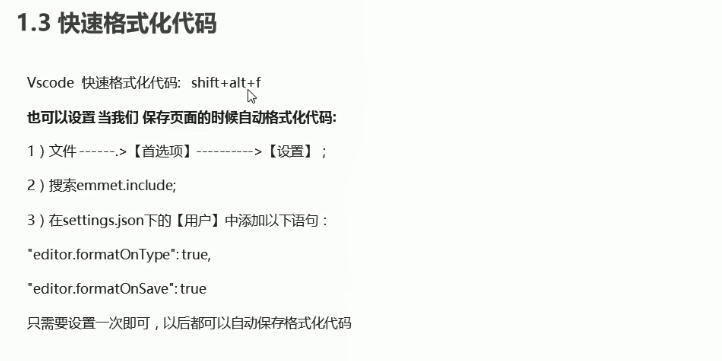 1.3 快速格式化代码
Vscode 快速格式化代码: shift+alt+f
也可以设置 当我们 保存页面的时候自动格式化代码:
1）文件 ------.>【首选项】---------->【设置】；
2）搜索emmet.include;
3）在settings.json下的【用户】中添加以下语句：
"editor.formatOnType": true,
"editor.formatOnSave": true
只需要设置一次即可，以后都可以自动保存格式化代码